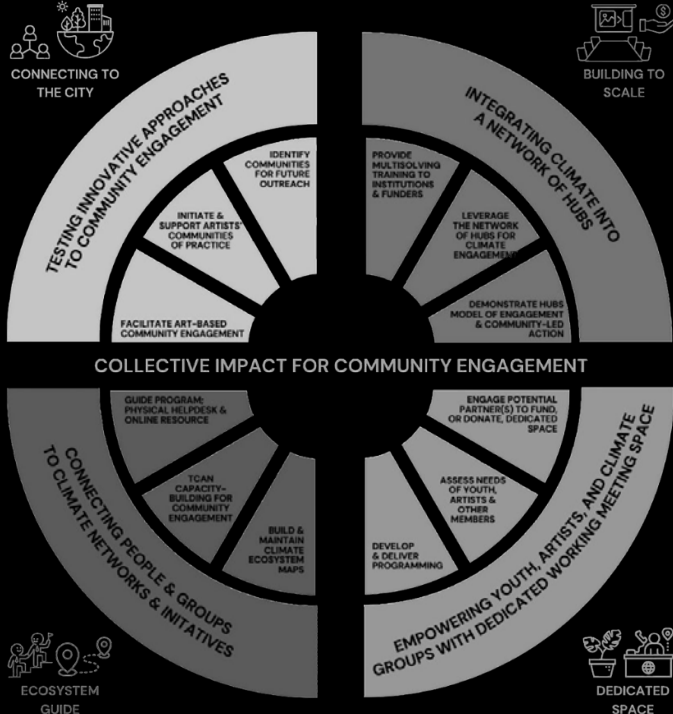 CONNECTING TO
THE CITY
BUILDING TO
SCALE
TESTING INNOVATIVE APPROACHES
TO COMMUNITY ENGAGEMENT
IDENTIFY
COMMUNITIES
FOR FUTURE
OUTREACH
INITIATE &
SUPPORT ARTISTS'
COMMUNITIES
OF PRACTICE
FACILITATE ART-BASED
COMMUNITY ENGAGEMENT
INTEGRATING CLIMATE INTO
A NETWORK OF HUBS
PROVIDE
MULTISOLVING
TRAINING TO
INSTITUTIONS
& FUNDERS
LEVERAGE
THE NETWORK
OF HUBS FOR
CLIMATE
ENGAGEMENT
DEMONSTRATE HUBS
MODEL OF ENGAGEMENT
& COMMUNITY-LED
ACTION
COLLECTIVE IMPACT FOR COMMUNITY ENGAGEMENT
GUIDE PROGRAM;
PHYSICAL HELPDESK &
ONLINE RESOURCE
TCAN
CAPACITY-
BUILDING FOR
COMMUNITY
ENGAGEMENT
BUILD &
MAINTAIN
CLIMATE
ECOSYSTEM
MAPS
CONNECTING PEOPLE & GROUPS
TO CLIMATE NETWORKS & INITATIVES
ENGAGE POTENTIAL
PARTNER(S) TO FUND,
OR DONATE, DEDICATED
SPACE
ASSESS NEEDS
OF YOUTH,
ARTISTS &
OTHER
MEMBERS
DEVELOP
& DELIVER
PROGRAMMING
EMPOWERING YOUTH, ARTISTS, AND CLIMATE
GROUPS WITH DEDICATED WORKING MEETING SPACE
ECOSYSTEM
GUIDE
DEDICATED
SPACE